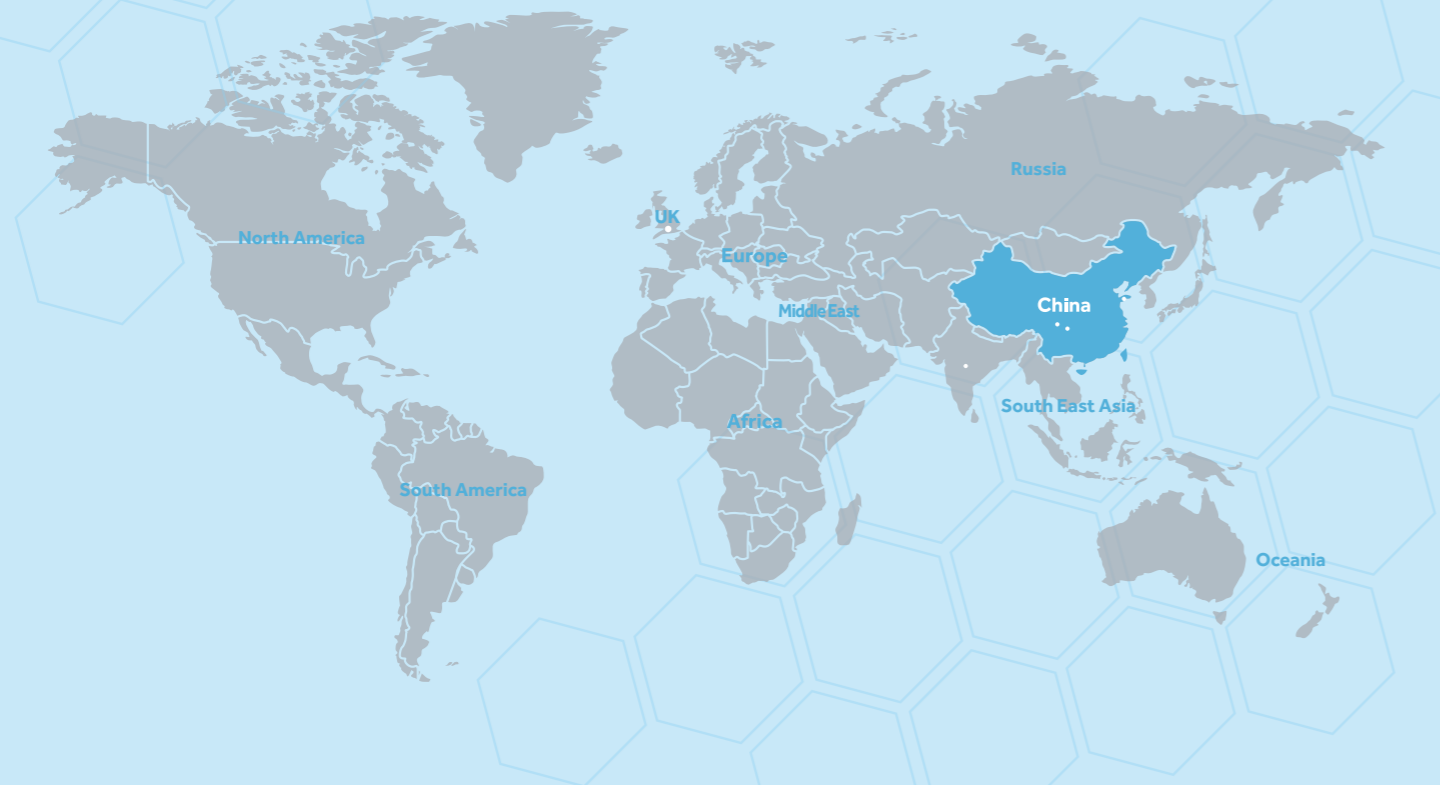 Russia
UK
North America
Europe
China
Middle East
South East Asia
Africa
South America
Oceania